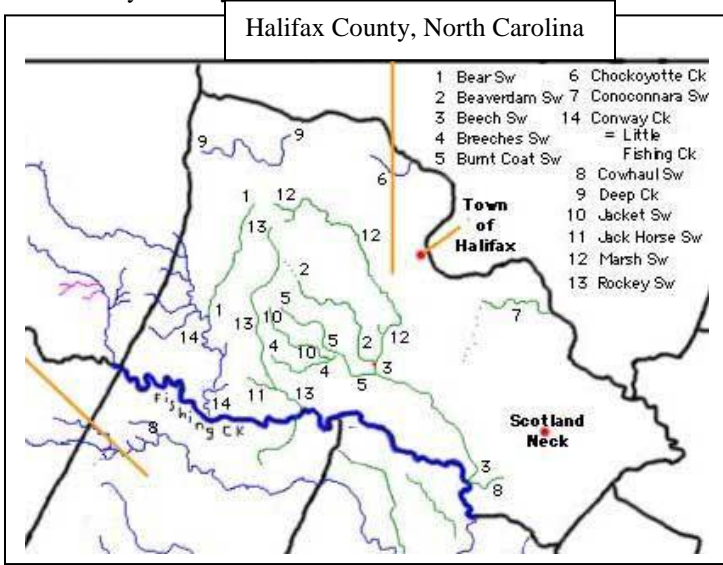 Halifax County, North Carolina
1 Bear Sw
2 Beaverdam Sw
3 Beech Sw
4 Breeches Sw
5 Burnt Coat Sw
6 Chockoyotte Ck
7 Conoconnara Sw
14 Conway Ck
= Little
Fishing Ck
8 Cowhaul Sw
9 Deep Ck
10 Jacket Sw
11 Jack Horse Sw
12 Marsh Sw
13 Rockey Sw
9
9
6
1
12
13
12
Town
of
Halifax
2
5
10
13
1
14
5
2
12
7
4
10
4
3
5
11
13
14
Fishing Ck
8
Scotland
Neck
3
8